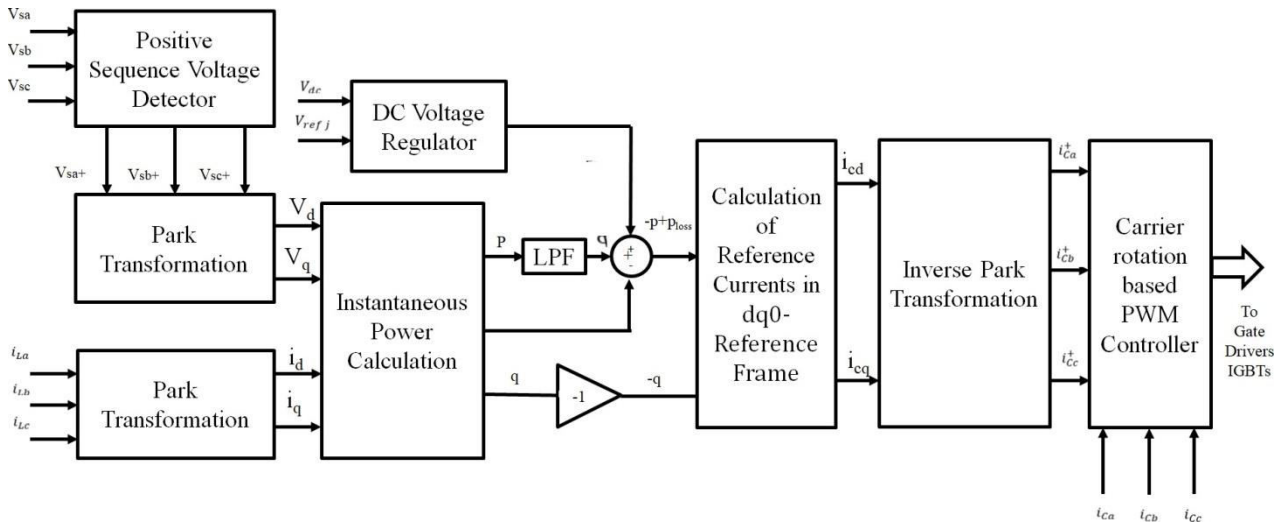 Vsa
Vsb
Vsc
Positive
Sequence Voltage
Detector
Vsa+
Vsb+
Vsc+
Park
Transformation
Vd
Vq
Vdc
Vref j
DC Voltage
Regulator
iLa
iLb
iLc
Park
Transformation
id
iq
Instantaneous
Power
Calculation
P
LPF
q
+
+
-
-p+ploss
q
-1
-q
Calculation
of
Reference
Currents in
dq0-
Reference
Frame
icd
icq
Inverse Park
Transformation
i+Ca
i+Cb
i+Cc
Carrier
rotation
based
PWM
Controller
To
Gate
Drivers
IGBTs
iCa
iCb
iCc